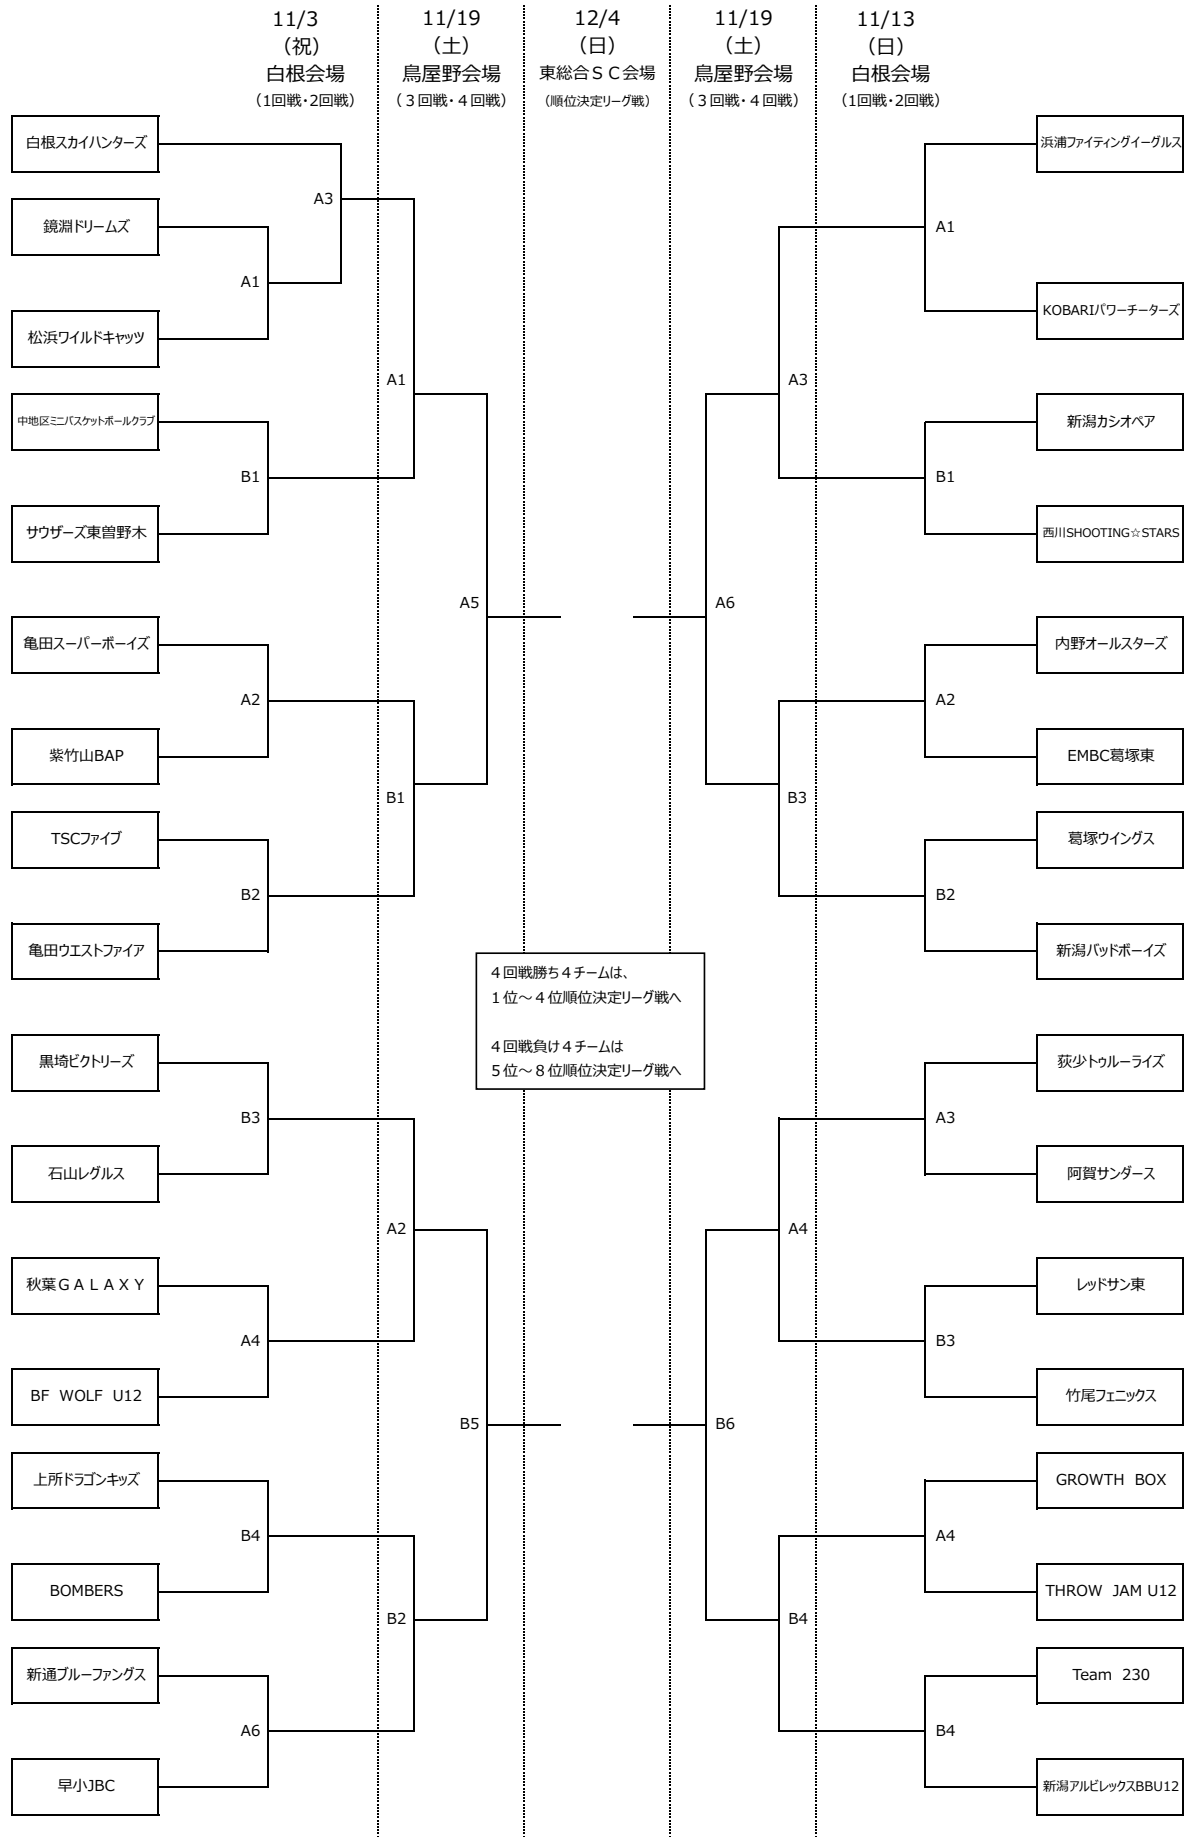 11/3
（祝）
白根会場
（1回戦・2回戦）
11/19
（土）
鳥屋野会場
（３回戦・４回戦）
12/4
（日）
東総合ＳＣ会場
（順位決定リーグ戦）
11/19
（土）
鳥屋野会場
（３回戦・４回戦）
11/13
（日）
白根会場
（1回戦・2回戦）
白根スカイハンターズ
鏡淵ドリームズ
松浜ワイルドキャッツ
中地区ミニバスケットボールクラブ
サウザーズ東曽野木
亀田スーパーボーイズ
紫竹山BAP
TSCファイブ
亀田ウエストファイア
黒埼ビクトリーズ
石山レグルス
秋葉ＧＡＬＡＸＹ
BF WOLF U12
上所ドラゴンキッズ
BOMBERS
新通ブルーファングス
早小JBC
A3
A1
B1
A2
B2
B3
A4
B4
A6
A1
B1
A2
B2
A5
B5
４回戦勝ち４チームは、
１位～４位順位決定リーグ戦へ
４回戦負け４チームは
５位～８位順位決定リーグ戦へ
A6
B6
A3
B3
A4
B4
A1
B1
A2
B2
A3
B3
A4
B4
浜浦ファイティングイーグルス
KOBARIパワーチーターズ
新潟カシオペア
西川SHOOTING☆STARS
内野オールスターズ
EMBC葛塚東
葛塚ウイングス
新潟バッドボーイズ
荻少トゥルーライズ
阿賀サンダース
レッドサン東
竹尾フェニックス
GROWTH BOX
THROW JAM U12
Team 230
新潟アルビレックスBBU12